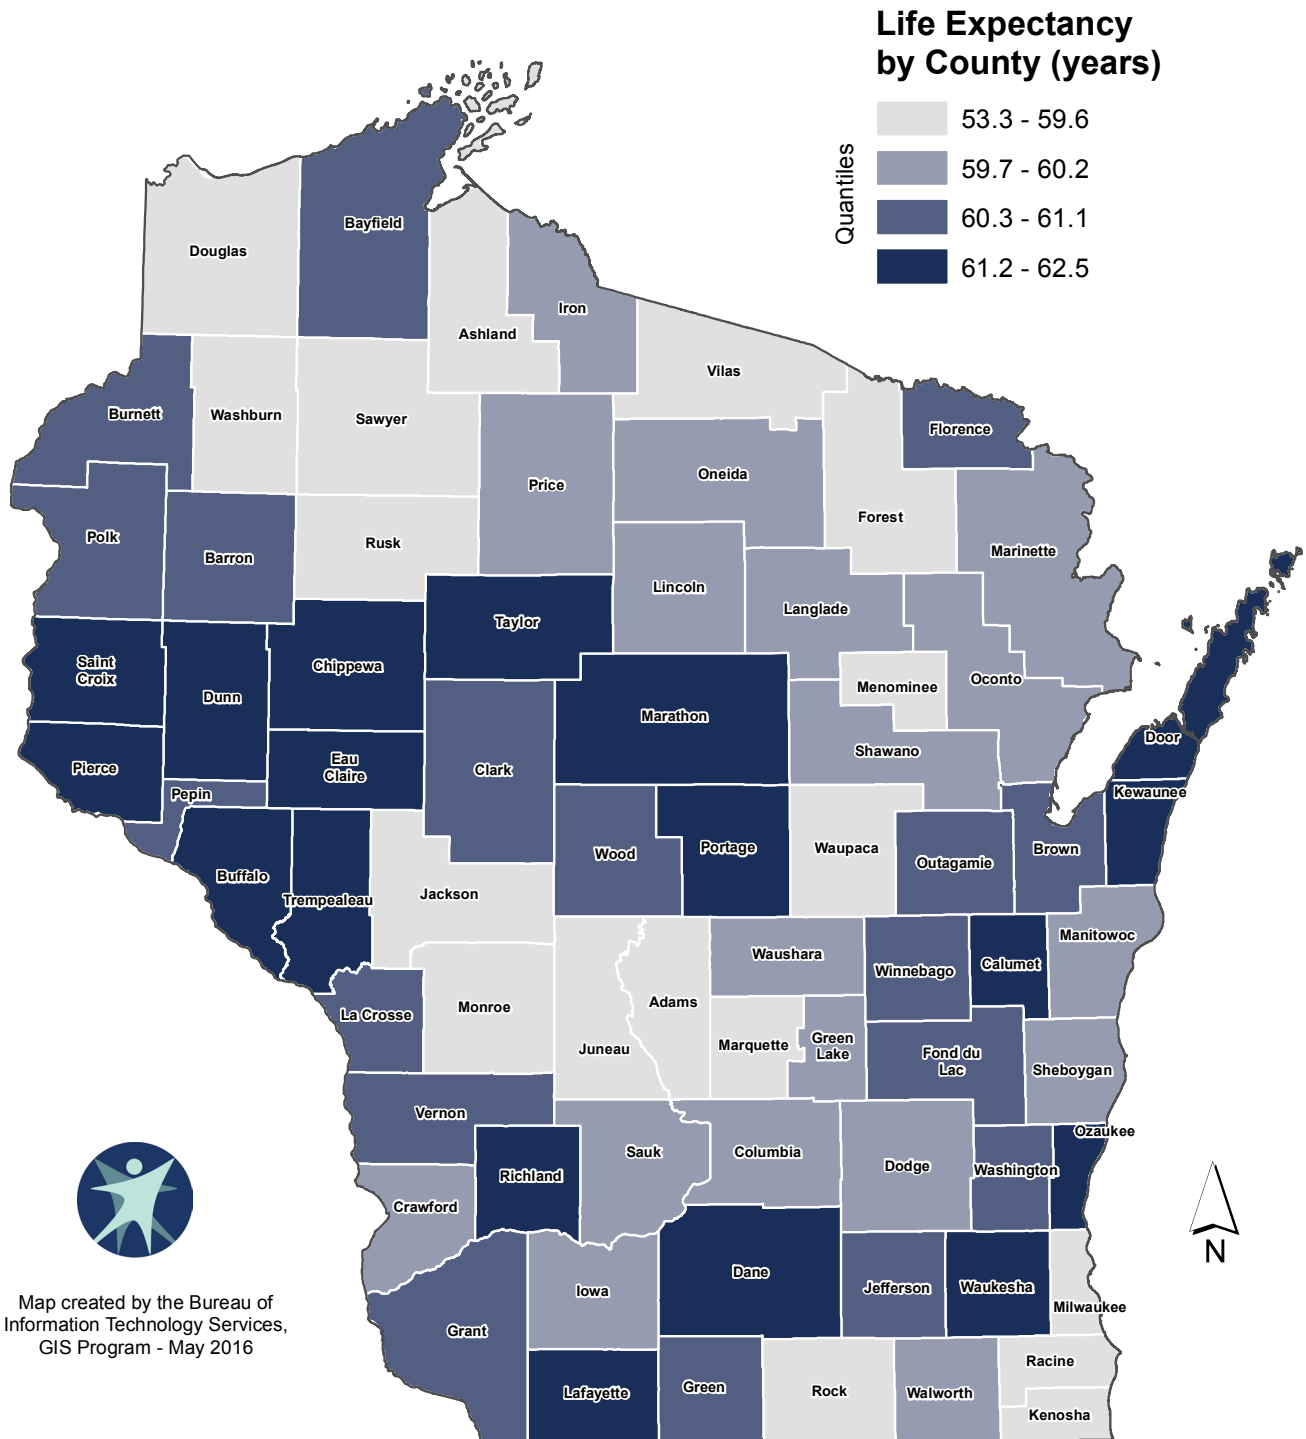 Life Expectancy
by County (years)
Quantiles
53.3 - 59.6
59.7 - 60.2
60.3 - 61.1
61.2 - 62.5
Bayfield
Douglas
Iron
Ashland
Vilas
Burnett
Washburn
Sawyer
Florence
Oneida
Price
Forest
Polk
Rusk
Marinette
Barron
Lincoln
Langlade
Taylor
Saint
Croix
Chippewa
Menominee
Oconto
Dunn
Marathon
Door
Shawano
Eau
Claire
Pierce
Clark
Pepin
Kewaunee
Wood
Portage
Waupaca
Brown
Outagamie
Buffalo
Trempealeau
Jackson
Manitowoc
Waushara
Calumet
Winnebago
Adams
Monroe
La Crosse
Juneau
Marquette
Green
Lake
Fond du
Lac
Sheboygan
Vernon
Ozaukee
Sauk
Columbia
Dodge
Washington
Richland
Crawford
Dane
Iowa
Jefferson
Waukesha
Milwaukee
Grant
Racine
Lafayette
Green
Rock
Walworth
Kenosha
N
Map created by the Bureau of
Information Technology Services,
GIS Program - May 2016